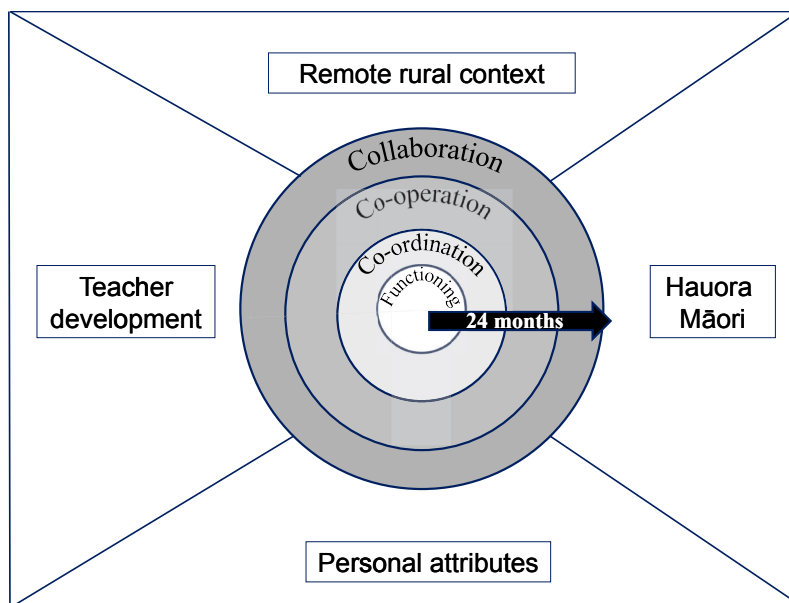 Remote rural context
Collaboration
Co-operation
Co-ordination
Functioning
Teacher
development
24 months
Hauora
Māori
Personal attributes